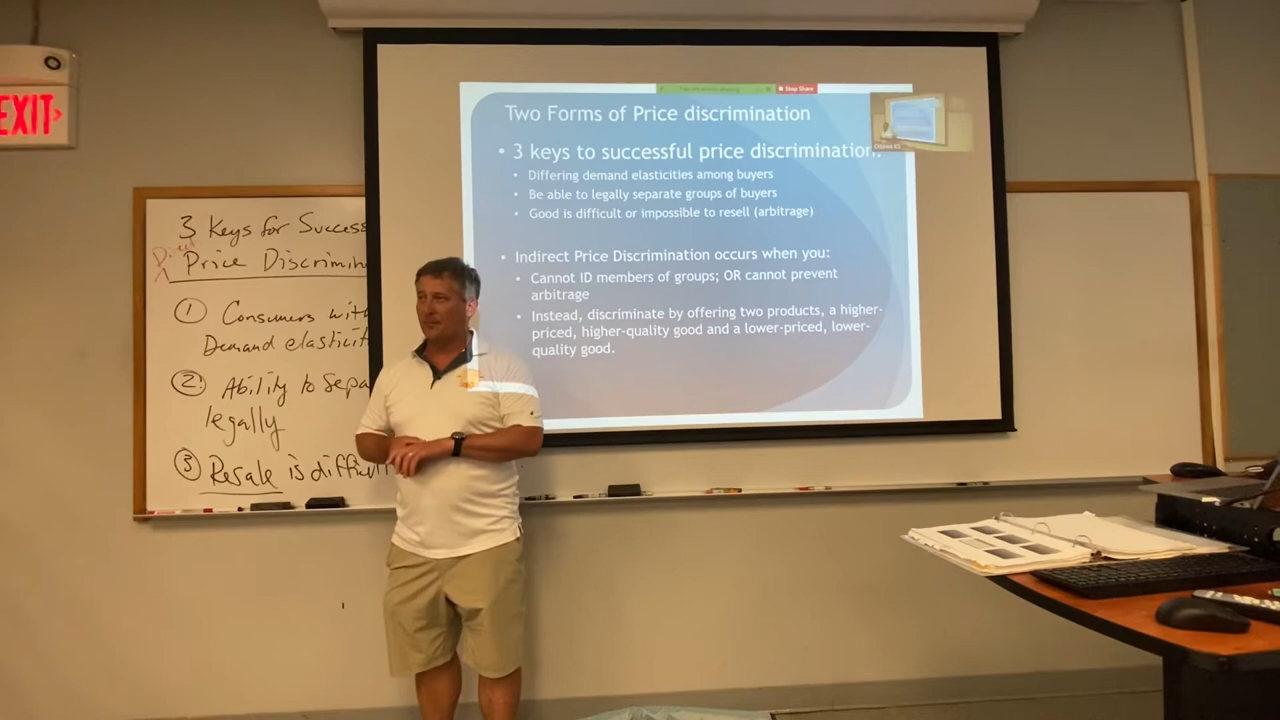 EXIT
Stop Share
Two Forms of Price discrimination
• 3 keys to successful price discrimination:
• Differing demand elasticities among buyers
• Be able to legally separate groups of buyers
• Good is difficult or impossible to resell (arbitrage)
• Indirect Price Discrimination occurs when you:
• Cannot ID members of groups; OR cannot prevent
arbitrage
• Instead, discriminate by offering two products, a higher-
priced, higher-quality good and a lower-priced, lower-
quality good.
3 Keys for Success
Direct
Price Discrimin
① Consumers with
Demand elasticit
② Ability to Sepa
legally
③ Resale is difficul